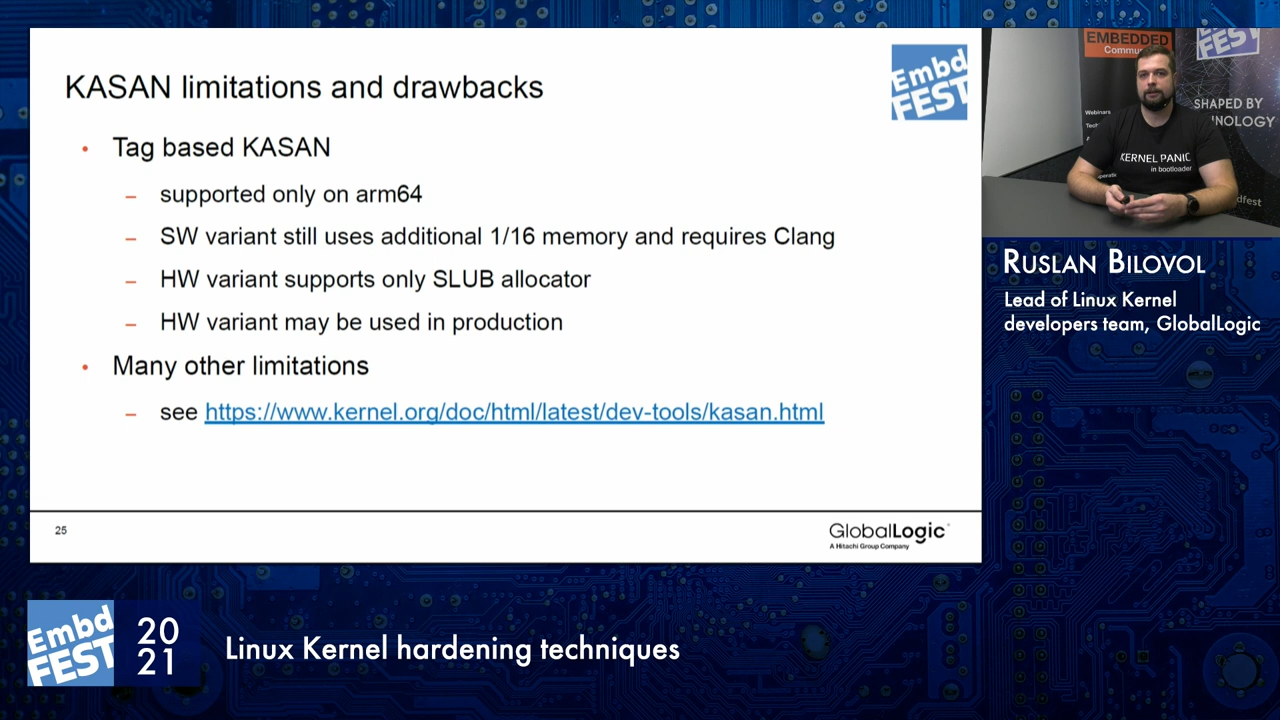 KASAN limitations and drawbacks
Embd
FEST
• Tag based KASAN
– supported only on arm64
– SW variant still uses additional 1/16 memory and requires Clang
– HW variant supports only SLUB allocator
– HW variant may be used in production
• Many other limitations
– see https://www.kernel.org/doc/html/latest/dev-tools/kasan.html
25
GlobalLogic
A Hitachi Group Company
EMBEDDED
FEST
SHAPED BY
Webinars
KERNEL PANIC
in bootloader
RUSLAN BILOVOL
Lead of Linux Kernel
developers team, GlobalLogic
Embd
FEST
20
21
Linux Kernel hardening techniques